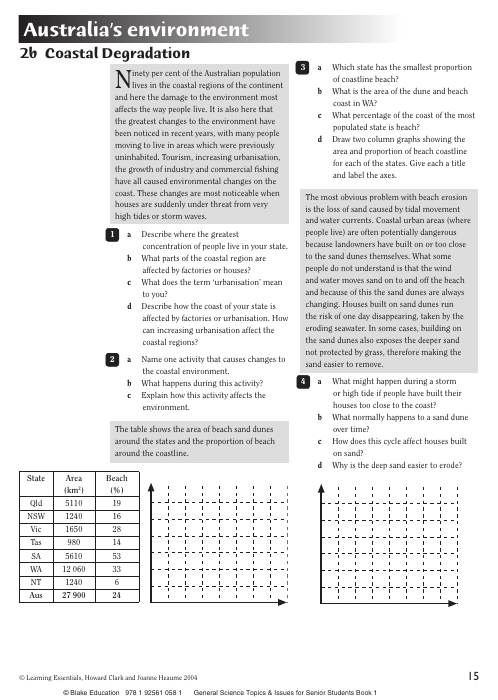 Australia's environment
2b Coastal Degradation
Ninety per cent of the Australian population
lives in the coastal regions of the continent
and here the damage to the environment most
affects the way people live. It is also here that
the greatest changes to the environment have
been noticed in recent years, with many people
moving to live in areas which were previously
uninhabited. Tourism, increasing urbanisation,
the growth of industry and commercial fishing
have all caused environmental changes on the
coast. These changes are most noticeable when
houses are suddenly under threat from very
high tides or storm waves.
1 a Describe where the greatest
concentration of people live in your state.
b What parts of the coastal region are
affected by factories or houses?
c What does the term 'urbanisation' mean
to you?
d Describe how the coast of your state is
affected by factories or urbanisation. How
can increasing urbanisation affect the
coastal regions?
2 a Name one activity that causes changes to
the coastal environment.
b What happens during this activity?
c Explain how this activity affects the
environment.
The table shows the area of beach sand dunes
around the states and the proportion of beach
around the coastline.
State Area Beach
(km²) (%)
Qld 5110 19
NSW 1240 16
Vic 1650 28
Tas 980 14
SA 5610 53
WA 12 060 33
NT 1240 6
Aus 27 900 24
3 a Which state has the smallest proportion
of coastline beach?
b What is the area of the dune and beach
coast in WA?
c What percentage of the coast of the most
populated state is beach?
d Draw two column graphs showing the
area and proportion of beach coastline
for each of the states. Give each a title
and label the axes.
The most obvious problem with beach erosion
is the loss of sand caused by tidal movement
and water currents. Coastal urban areas (where
people live) are often potentially dangerous
because landowners have built on or too close
to the sand dunes themselves. What some
people do not understand is that the wind
and water moves sand on to and off the beach
and because of this the sand dunes are always
changing. Houses built on sand dunes run
the risk of one day disappearing, taken by the
eroding seawater. In some cases, building on
the sand dunes also exposes the deeper sand
not protected by grass, therefore making the
sand easier to remove.
4 a What might happen during a storm
or high tide if people have built their
houses too close to the coast?
b What normally happens to a sand dune
over time?
c How does this cycle affect houses built
on sand?
d Why is the deep sand easier to erode?
© Learning Essentials, Howard Clark and Joanne Heaume 2004
15
© Blake Education 978 1 92561 058 1 General Science Topics & Issues for Senior Students Book 1